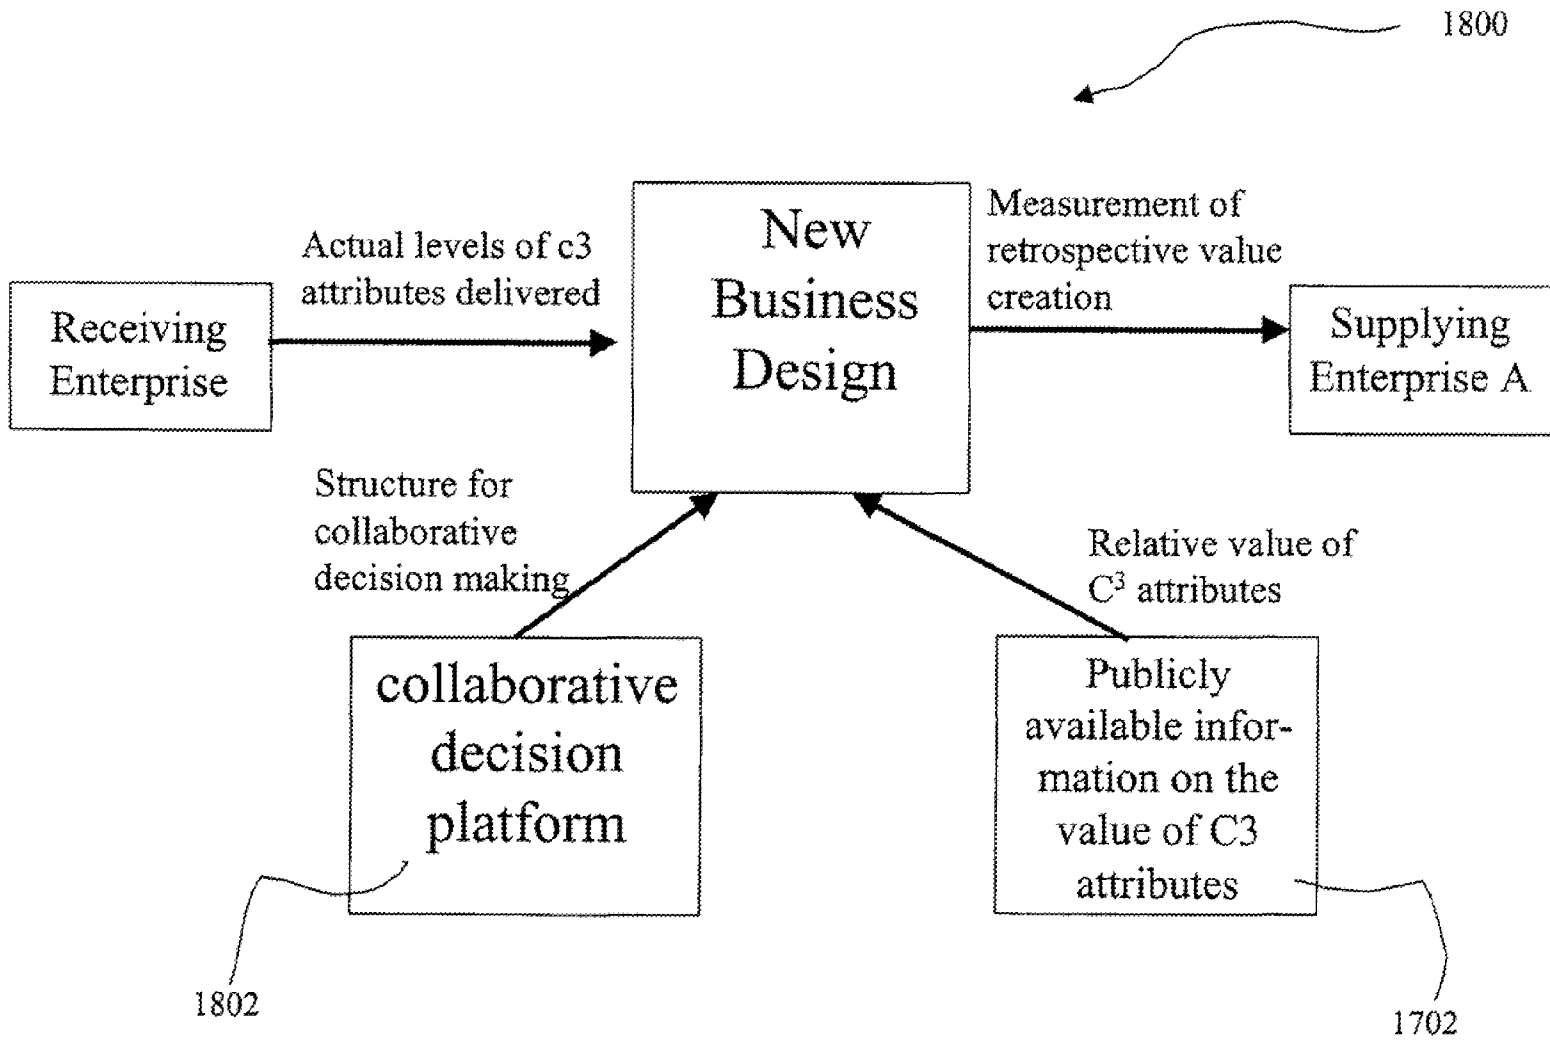 1800
New
Business
Design
Measurement of
retrospective value
creation
Actual levels of c3
attributes delivered
Receiving
Enterprise
Supplying
Enterprise A
Structure for
collaborative
decision making
Relative value of
C³ attributes
collaborative
decision
platform
Publicly
available infor-
mation on the
value of C3
attributes
1802
1702